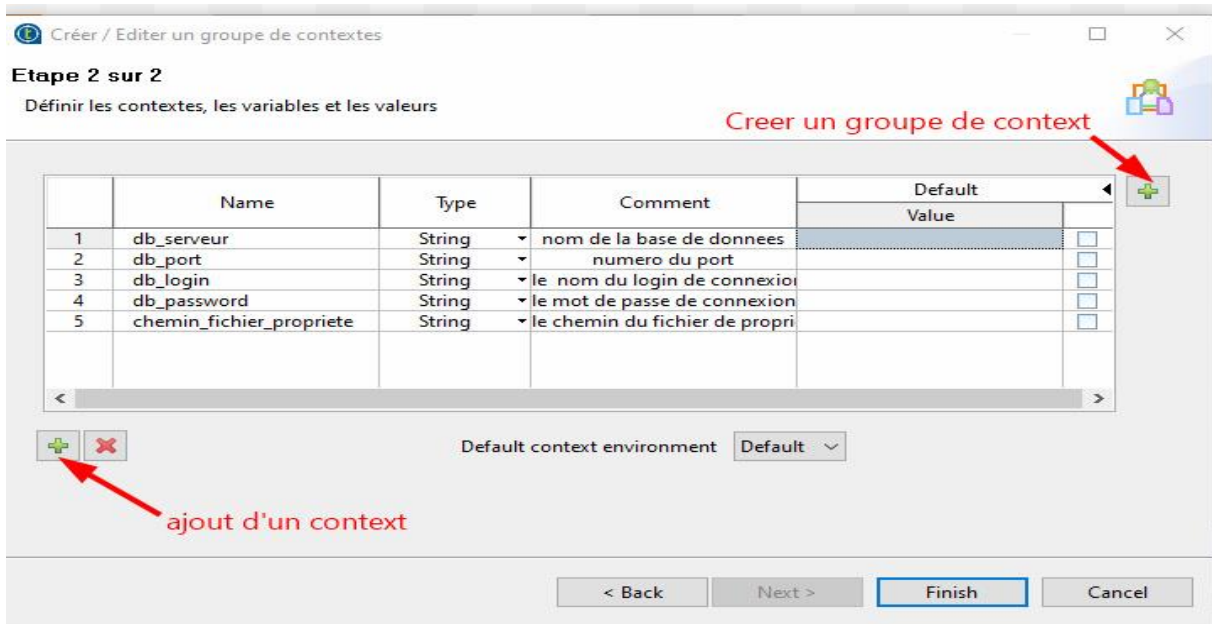 Créer / Editer un groupe de contextes
Etape 2 sur 2
Définir les contextes, les variables et les valeurs
Creer un groupe de context
Name Type Comment Default
Value
1 db_serveur String nom de la base de donnees
2 db_port String numero du port
3 db_login String le nom du login de connexion
4 db_password String le mot de passe de connexion
5 chemin_fichier_propriete String le chemin du fichier de propri
Default context environment Default
ajout d'un context
< Back Next > Finish Cancel